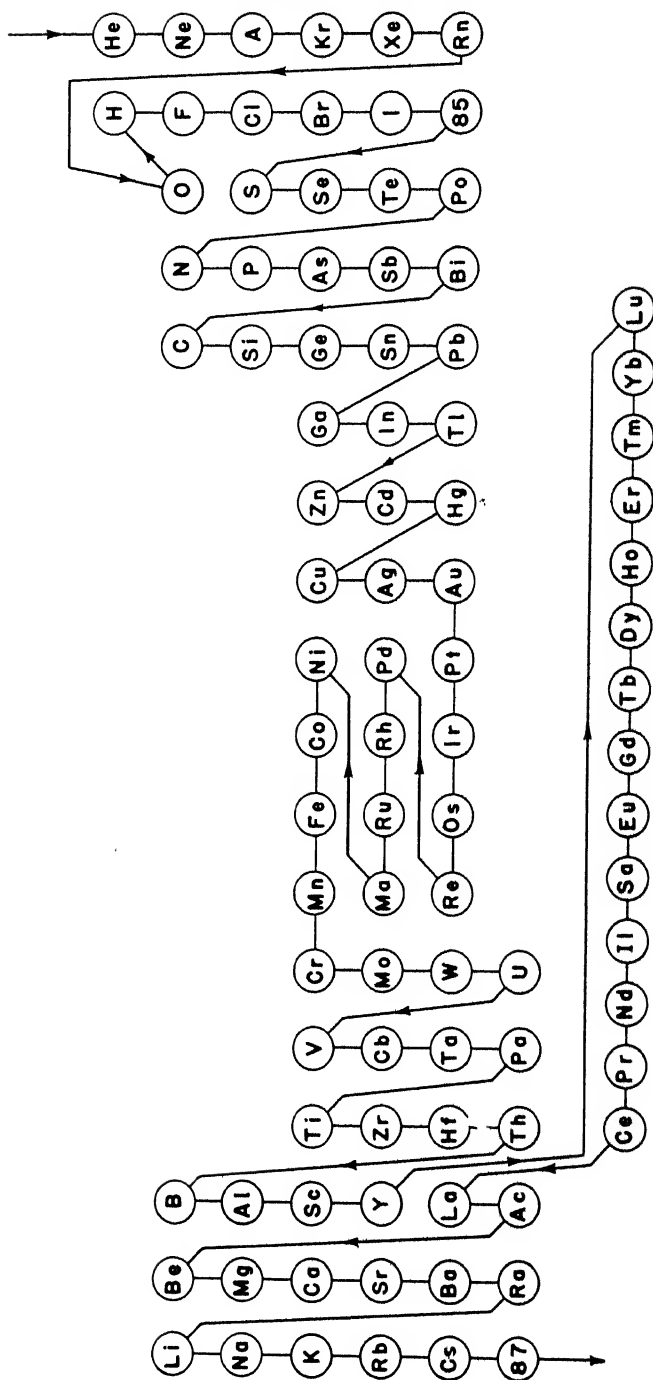 H He
Li Be B C N O F Ne
Na Mg Al Si P S Cl A
K Ca Sc Ti V Cr Mn Fe Co Ni Cu Zn Ga Ge As Se Br Kr
Rb Sr Y Zr Cb Mo Ma Ru Rh Pd Ag Cd In Sn Sb Te I Xe
Cs Ba La Hf Ta W Re Os Ir Pt Au Hg Tl Pb Bi Po 85 Rn
87 Ra Ac Th Pa U
Ce Pr Nd Il Sa Eu Gd Tb Dy Ho Er Tm Yb Lu